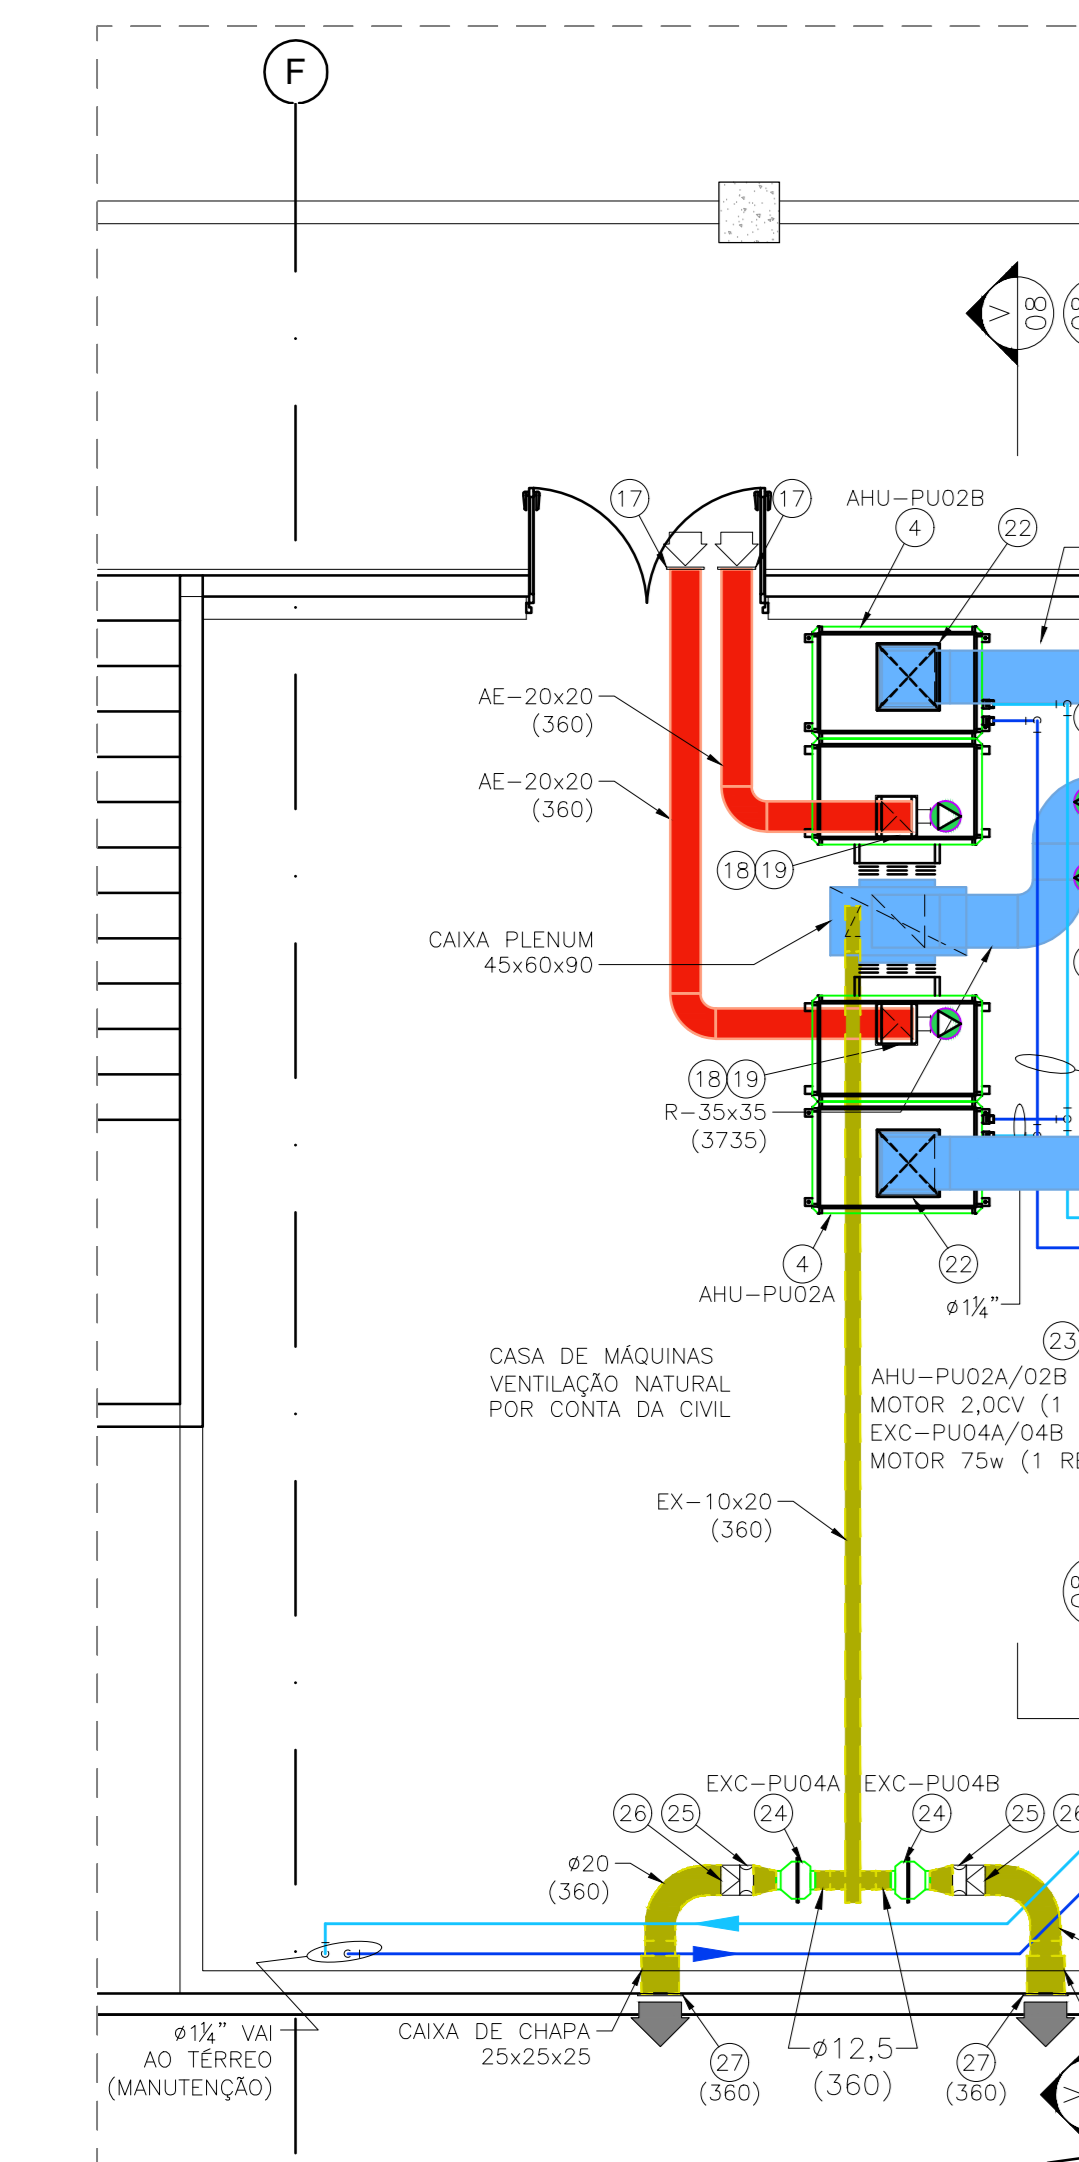 F
V
08
17
17
AHU-PU02B
4
22
AE-20x20
(360)
AE-20x20
(360)
18 19
CAIXA PLENUM
45x60x90
18 19
R-35x35
(3735)
4
AHU-PU02A
22
ø1¼"
CASA DE MÁQUINAS
VENTILAÇÃO NATURAL
POR CONTA DA CIVIL
23
AHU-PU02A/02B
MOTOR 2,0CV (1
EXC-PU04A/04B
MOTOR 75w (1
EX-10x20
(360)
EXC-PU04A
EXC-PU04B
26
25
24
24
25
26
ø20
(360)
ø1¼" VAI
AO TÉRREO
(MANUTENÇÃO)
CAIXA DE CHAPA
25x25x25
27
(360)
ø12,5
(360)
27
(360)